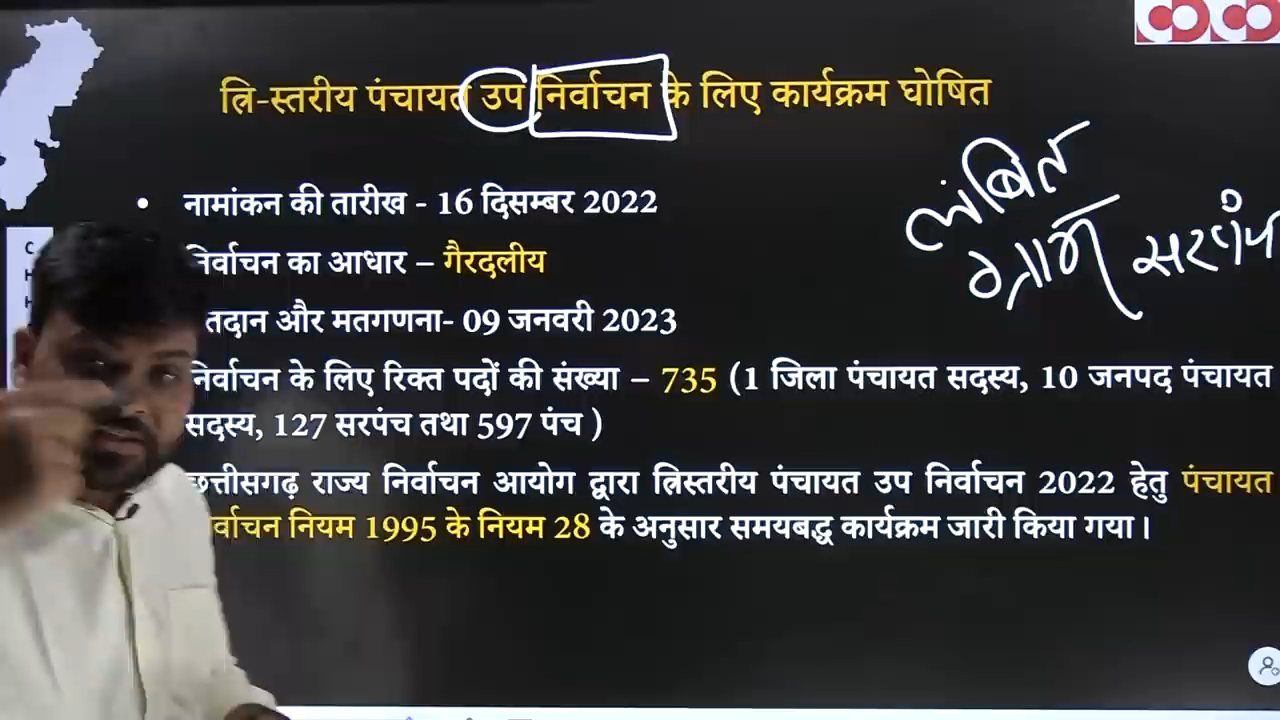 त्रि-स्तरीय पंचायत उप निर्वाचन के लिए कार्यक्रम घोषित
लंबित
ग्राम सरपंच
• नामांकन की तारीख - 16 दिसम्बर 2022
निर्वाचन का आधार – गैरदलीय
तदान और मतगणना- 09 जनवरी 2023
निर्वाचन के लिए रिक्त पदों की संख्या – 735 (1 जिला पंचायत सदस्य, 10 जनपद पंचायत
सदस्य, 127 सरपंच तथा 597 पंच )
छत्तीसगढ़ राज्य निर्वाचन आयोग द्वारा त्रिस्तरीय पंचायत उप निर्वाचन 2022 हेतु पंचायत
र्वाचन नियम 1995 के नियम 28 के अनुसार समयबद्ध कार्यक्रम जारी किया गया।